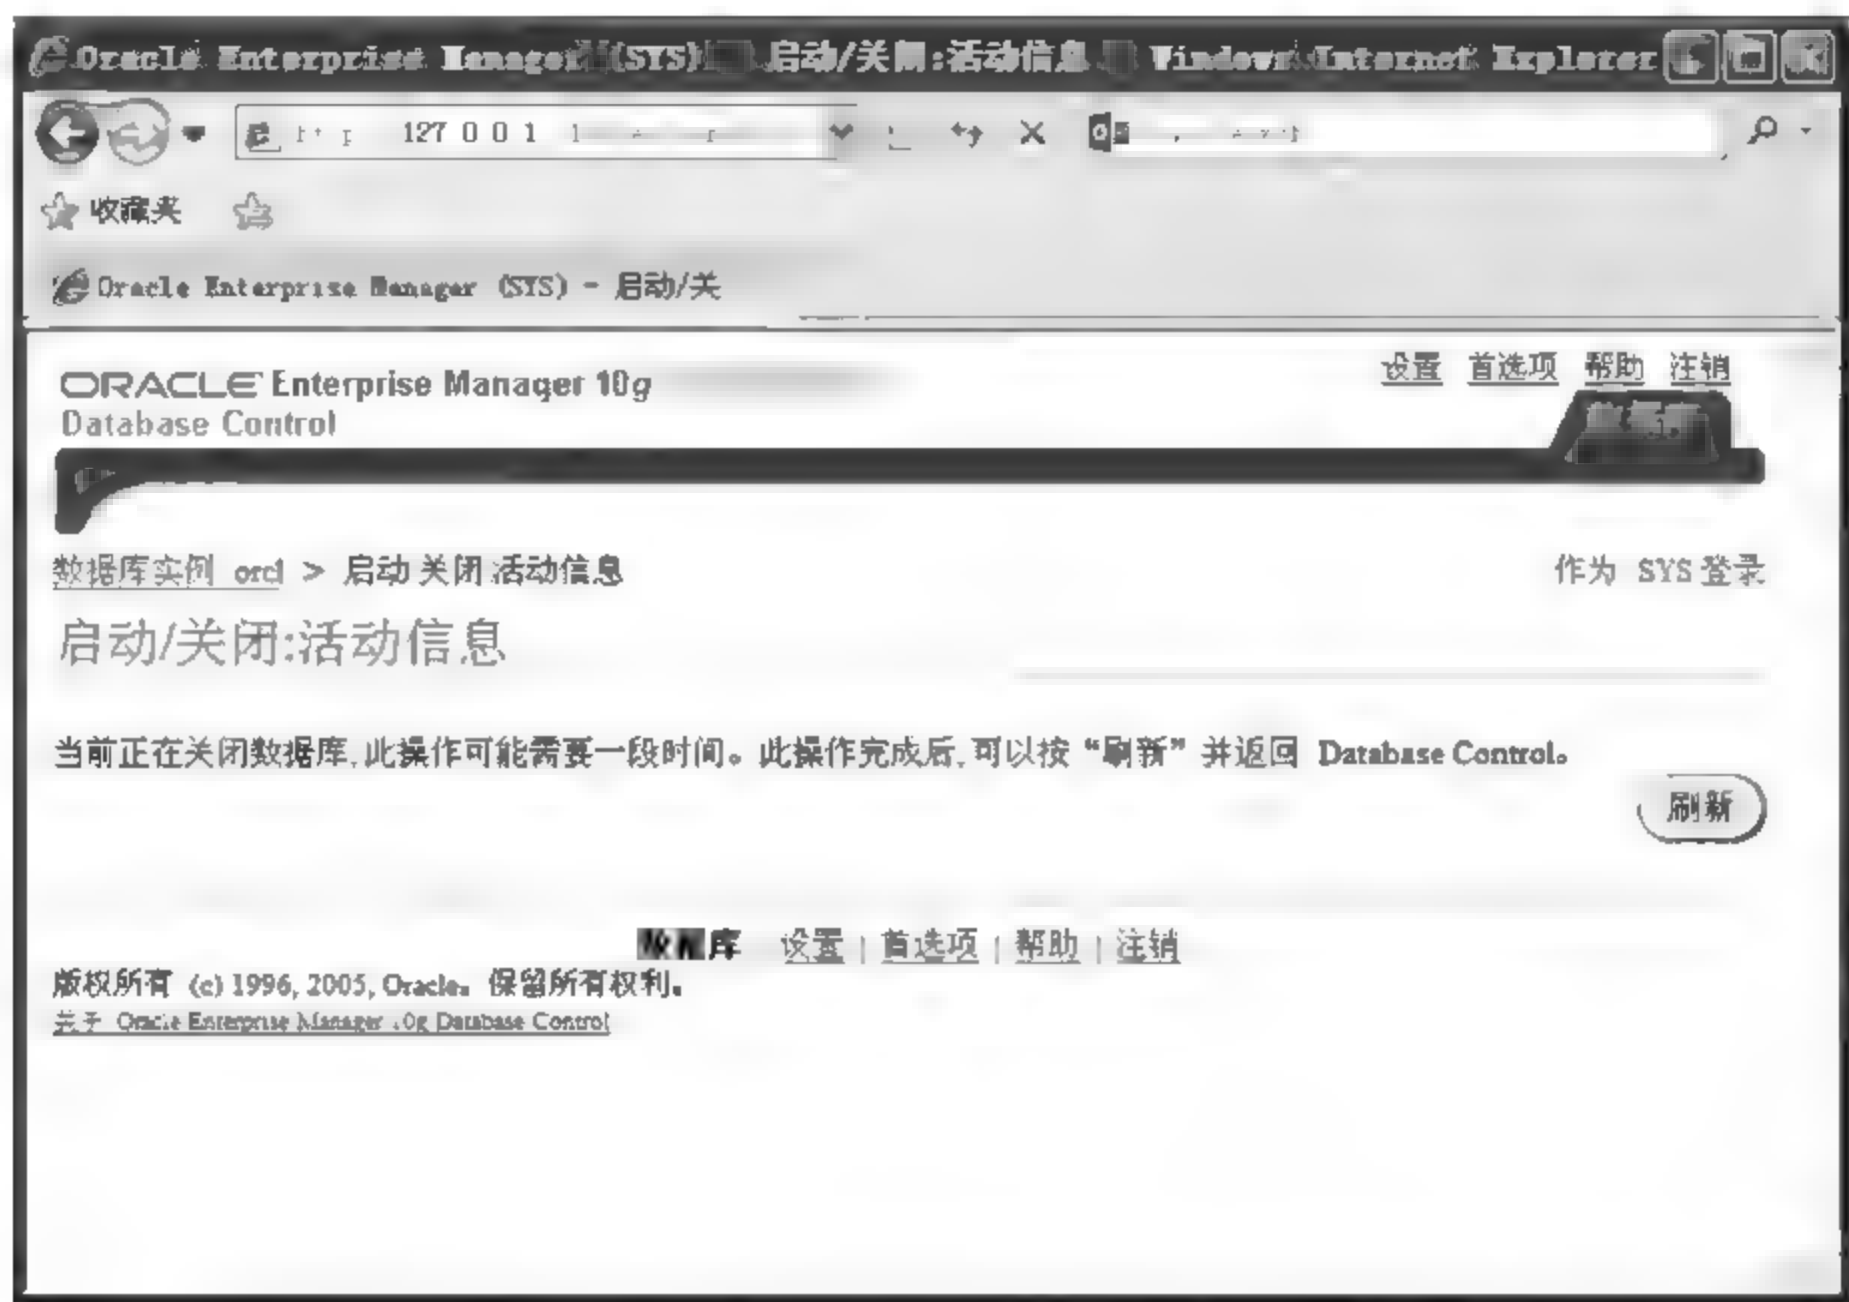 Oracle Enterprise Manager (SYS) 启动/关闭:活动信息 Windows Internet Explorer
127 0 0 1
收藏夹
Oracle Enterprise Manager (SYS) - 启动/关
设置 首选项 帮助 注销
ORACLE Enterprise Manager 10g
Database Control
数据库实例 orcl > 启动 关闭 活动信息
作为 SYS 登录
启动/关闭:活动信息
当前正在关闭数据库,此操作可能需要一段时间。此操作完成后,可以按“刷新”并返回 Database Control。
刷新
数据库 设置 | 首选项 | 帮助 | 注销
版权所有 (c) 1996, 2005, Oracle。保留所有权利。
关于 Oracle Enterprise Manager 10g Database Control